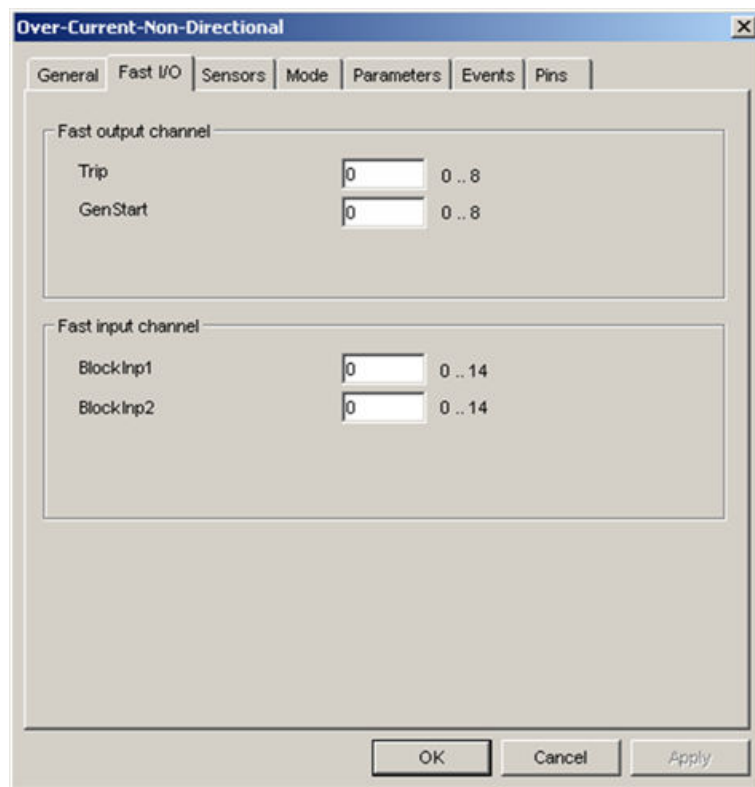 Over-Current-Non-Directional
General Fast I/O Sensors Mode Parameters Events Pins
Fast output channel
Trip 0 0 .. 8
GenStart 0 0 .. 8
Fast input channel
BlockInp1 0 0 .. 14
BlockInp2 0 0 .. 14
OK Cancel Apply